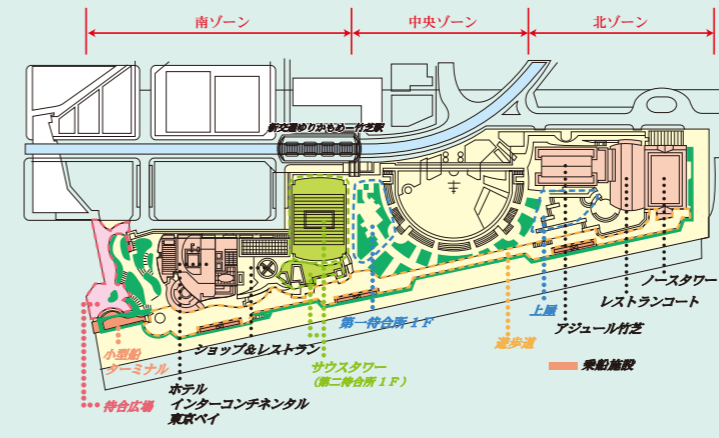 南ゾーン
中央ゾーン
北ゾーン
新交通ゆりかもめー竹芝駅
ノースタワー
レストランコート
アジュール竹芝
上屋
遊歩道
第一待合所1F
サウスタワー
(第二待合所1F)
ショップ&レストラン
小型船
ターミナル
待合広場
ホテル
インターコンチネンタル
東京ベイ
乗船施設